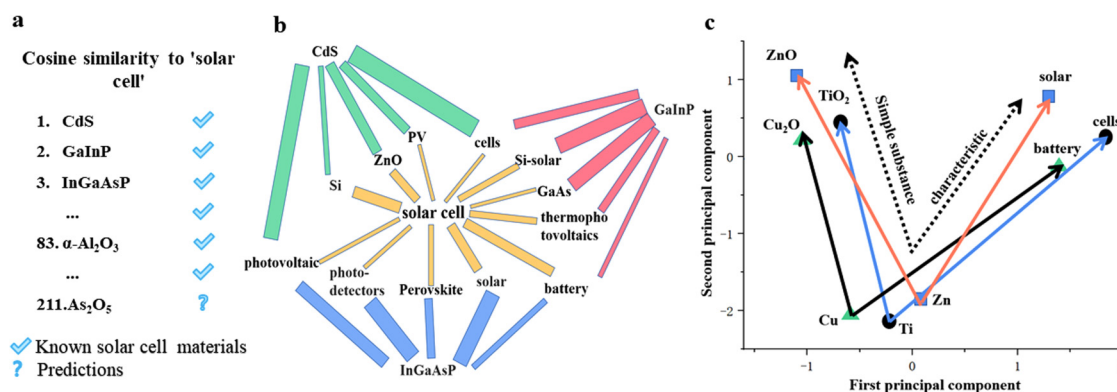 a
Cosine similarity to 'solar
cell'
1. CdS
2. GaInP
3. InGaAsP
...
83. α-Al₂O₃
...
211.As₂O₅
?
Known solar cell materials
? Predictions
b
CdS
GaInP
PV
cells
ZnO
Si-solar
Si
GaAs
solar cell
thermopho
tovoltaics
photovoltaic
photo-
detectors
Perovskite
solar
battery
InGaAsP
c
Second principal component
1
0
−1
−2
ZnO
TiO₂
Cu₂O
Simple substance
characteristic
solar
cells
battery
Cu
Ti
Zn
−1
0
1
First principal component